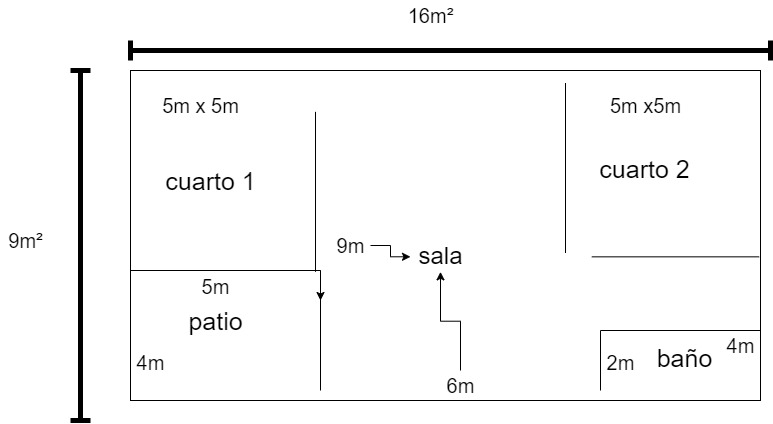 16m²
5m x 5m
5m x5m
cuarto 1
cuarto 2
9m²
9m
sala
5m
patio
4m
2m
baño
4m
6m